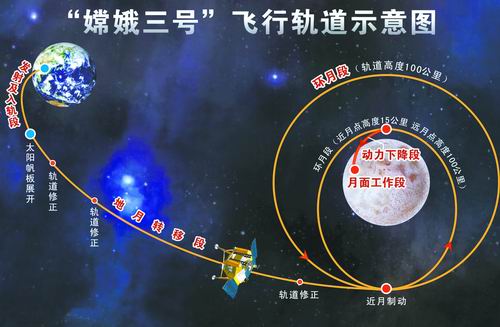 “嫦娥三号”飞行轨道示意图
发射及入轨段
太阳帆板展开
轨道修正
轨道修正
地月转移段
轨道修正
近月制动
环月段（轨道高度100公里）
环月段（近月点高度15公里 远月点高度100公里）
动力下降段
月面工作段